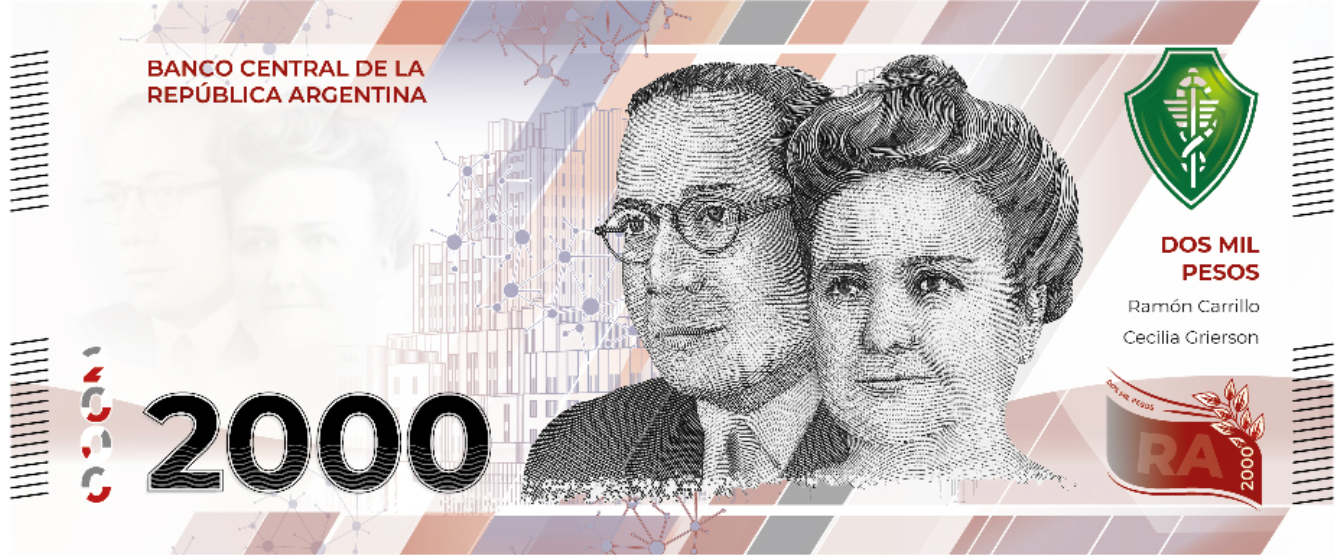 BANCO CENTRAL DE LA
REPÚBLICA ARGENTINA
DOS MIL
PESOS
Ramón Carrillo
Cecilia Grierson
2000
DOS MIL PESOS
RA
2000